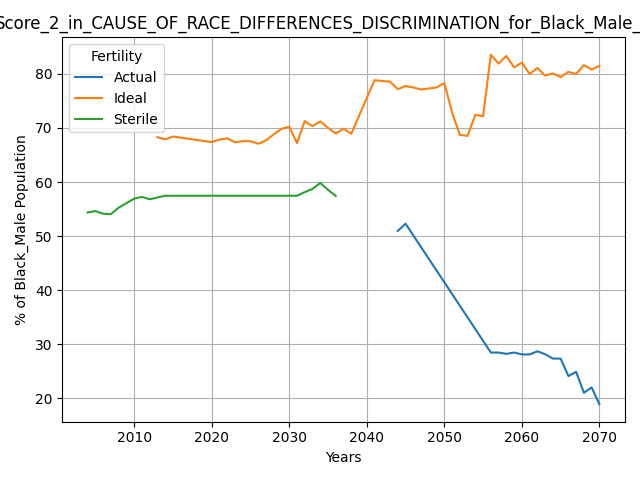 Score_2_in_CAUSE_OF_RACE_DIFFERENCES_DISCRIMINATION_for_Black_Male_
Fertility
Actual
Ideal
Sterile
% of Black_Male Population
80
70
60
50
40
30
20
2010 2020 2030 2040 2050 2060 2070
Years